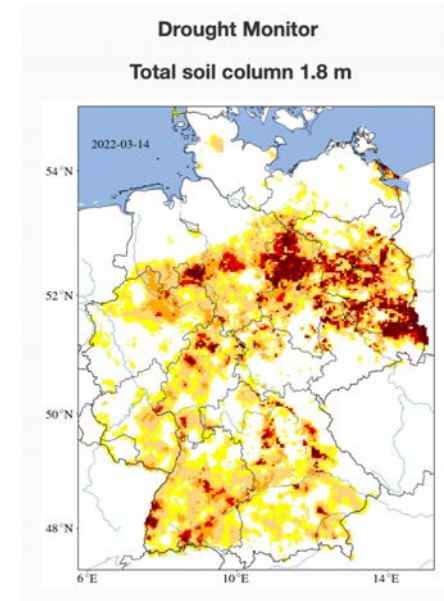 Drought Monitor
Total soil column 1.8 m
2022-03-14
54°N
52°N
50°N
48°N
6°E
10°E
14°E